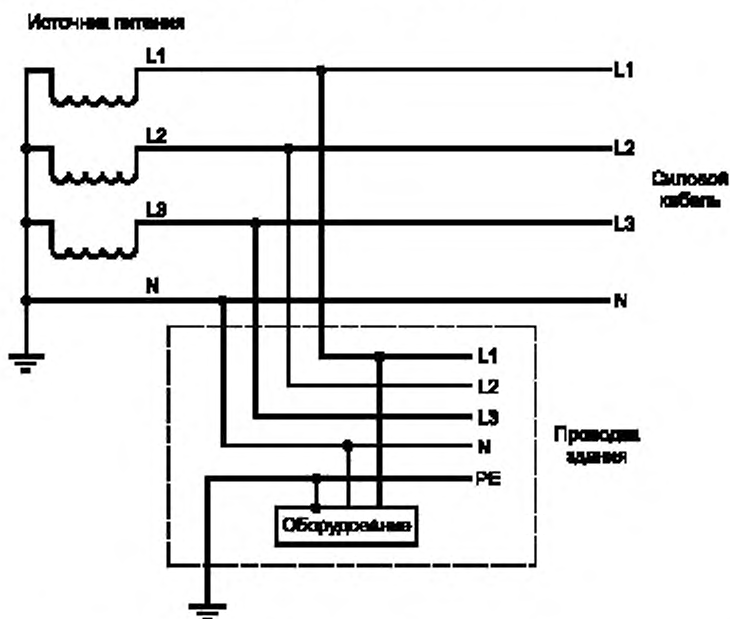 Источник питания
L1
L1
L2
L2
Силовой
кабель
L3
L3
N
N
L1
L2
L3
N
Проводка
здания
PE
Оборудование